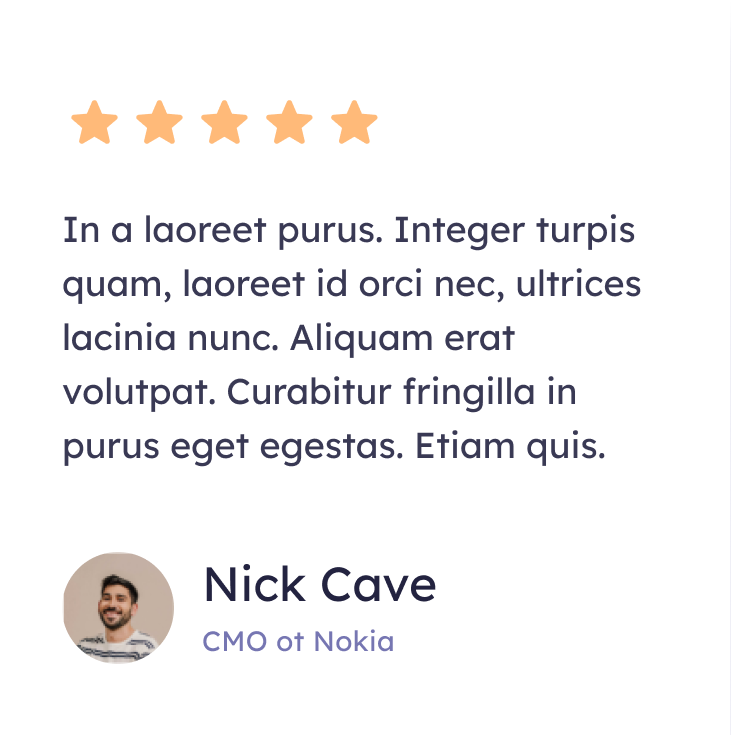 In a laoreet purus. Integer turpis
quam, laoreet id orci nec, ultrices
lacinia nunc. Aliquam erat
volutpat. Curabitur fringilla in
purus eget egestas. Etiam quis.
Nick Cave
CMO ot Nokia